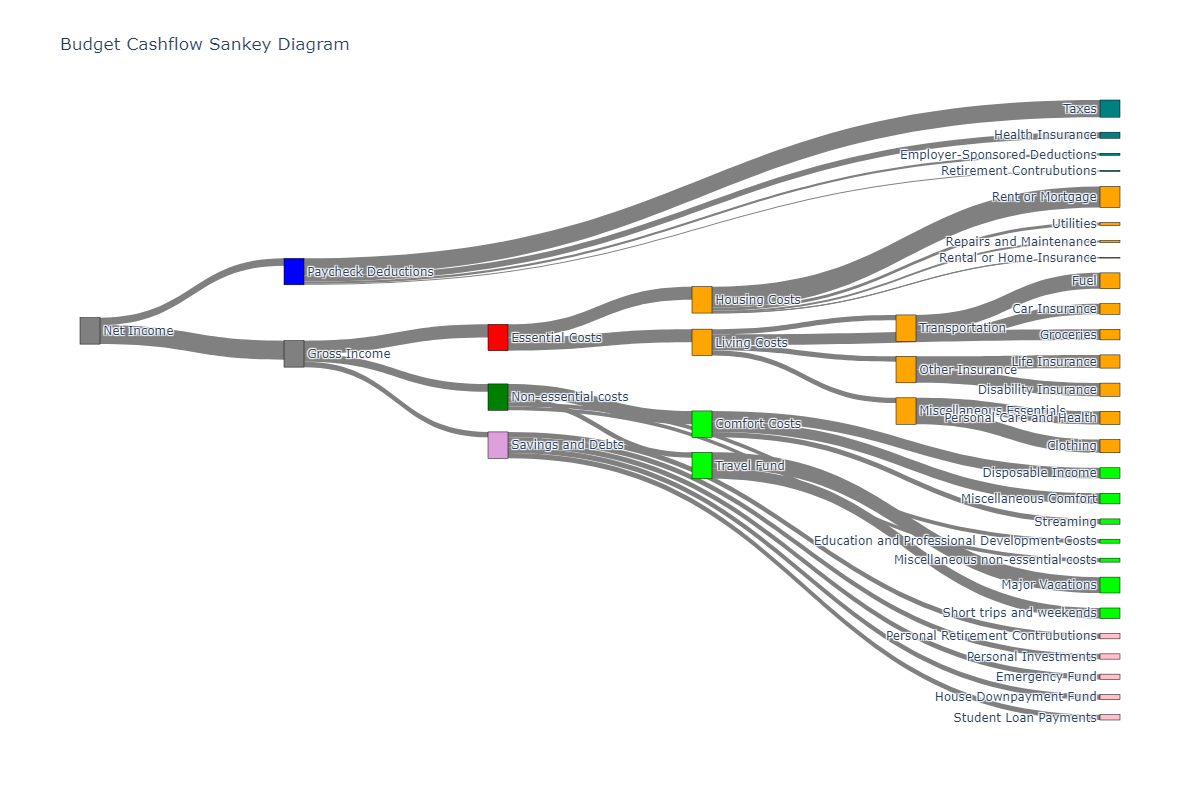 Budget Cashflow Sankey Diagram
Taxes
Health Insurance
Employer-Sponsored Deductions
Retirement Contrubutions
Rent or Mortgage
Utilities
Repairs and Maintenance
Rental or Home Insurance
Paycheck Deductions
Fuel
Housing Costs
Car Insurance
Transportation
Net Income
Groceries
Essential Costs
Living Costs
Gross Income
Life Insurance
Other Insurance
Disability Insurance
Non-essential costs
Miscellaneous Essentials
Personal Care and Health
Comfort Costs
Savings and Debts
Clothing
Travel Fund
Disposable Income
Miscellaneous Comfort
Streaming
Education and Professional Development Costs
Miscellaneous non-essential costs
Major Vacations
Short trips and weekends
Personal Retirement Contrubutions
Personal Investments
Emergency Fund
House Downpayment Fund
Student Loan Payments